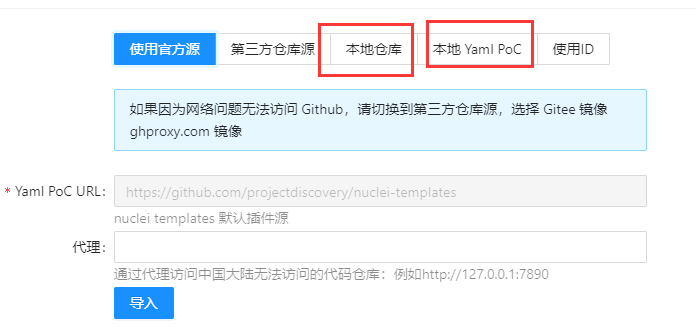 使用官方源 第三方仓库源 本地仓库 本地 Yaml PoC 使用ID
如果因为网络问题无法访问 Github，请切换到第三方仓库源，选择 Gitee 镜像
ghproxy.com 镜像
* Yaml PoC URL: https://github.com/projectdiscovery/nuclei-templates
nuclei templates 默认插件源
代理:
通过代理访问中国大陆无法访问的代码仓库：例如http://127.0.0.1:7890
导入